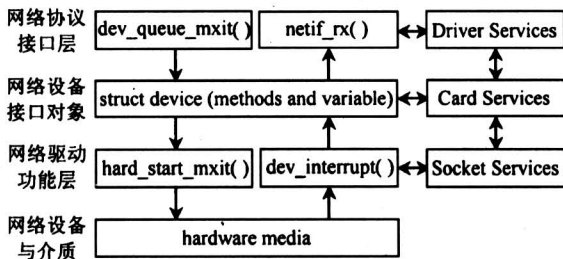 网络协议
接口层
dev_queue_mxit( )
netif_rx( )
Driver Services
网络设备
接口对象
struct device (methods and variable)
Card Services
网络驱动
功能层
hard_start_mxit( )
dev_interrupt( )
Socket Services
网络设备
与介质
hardware media